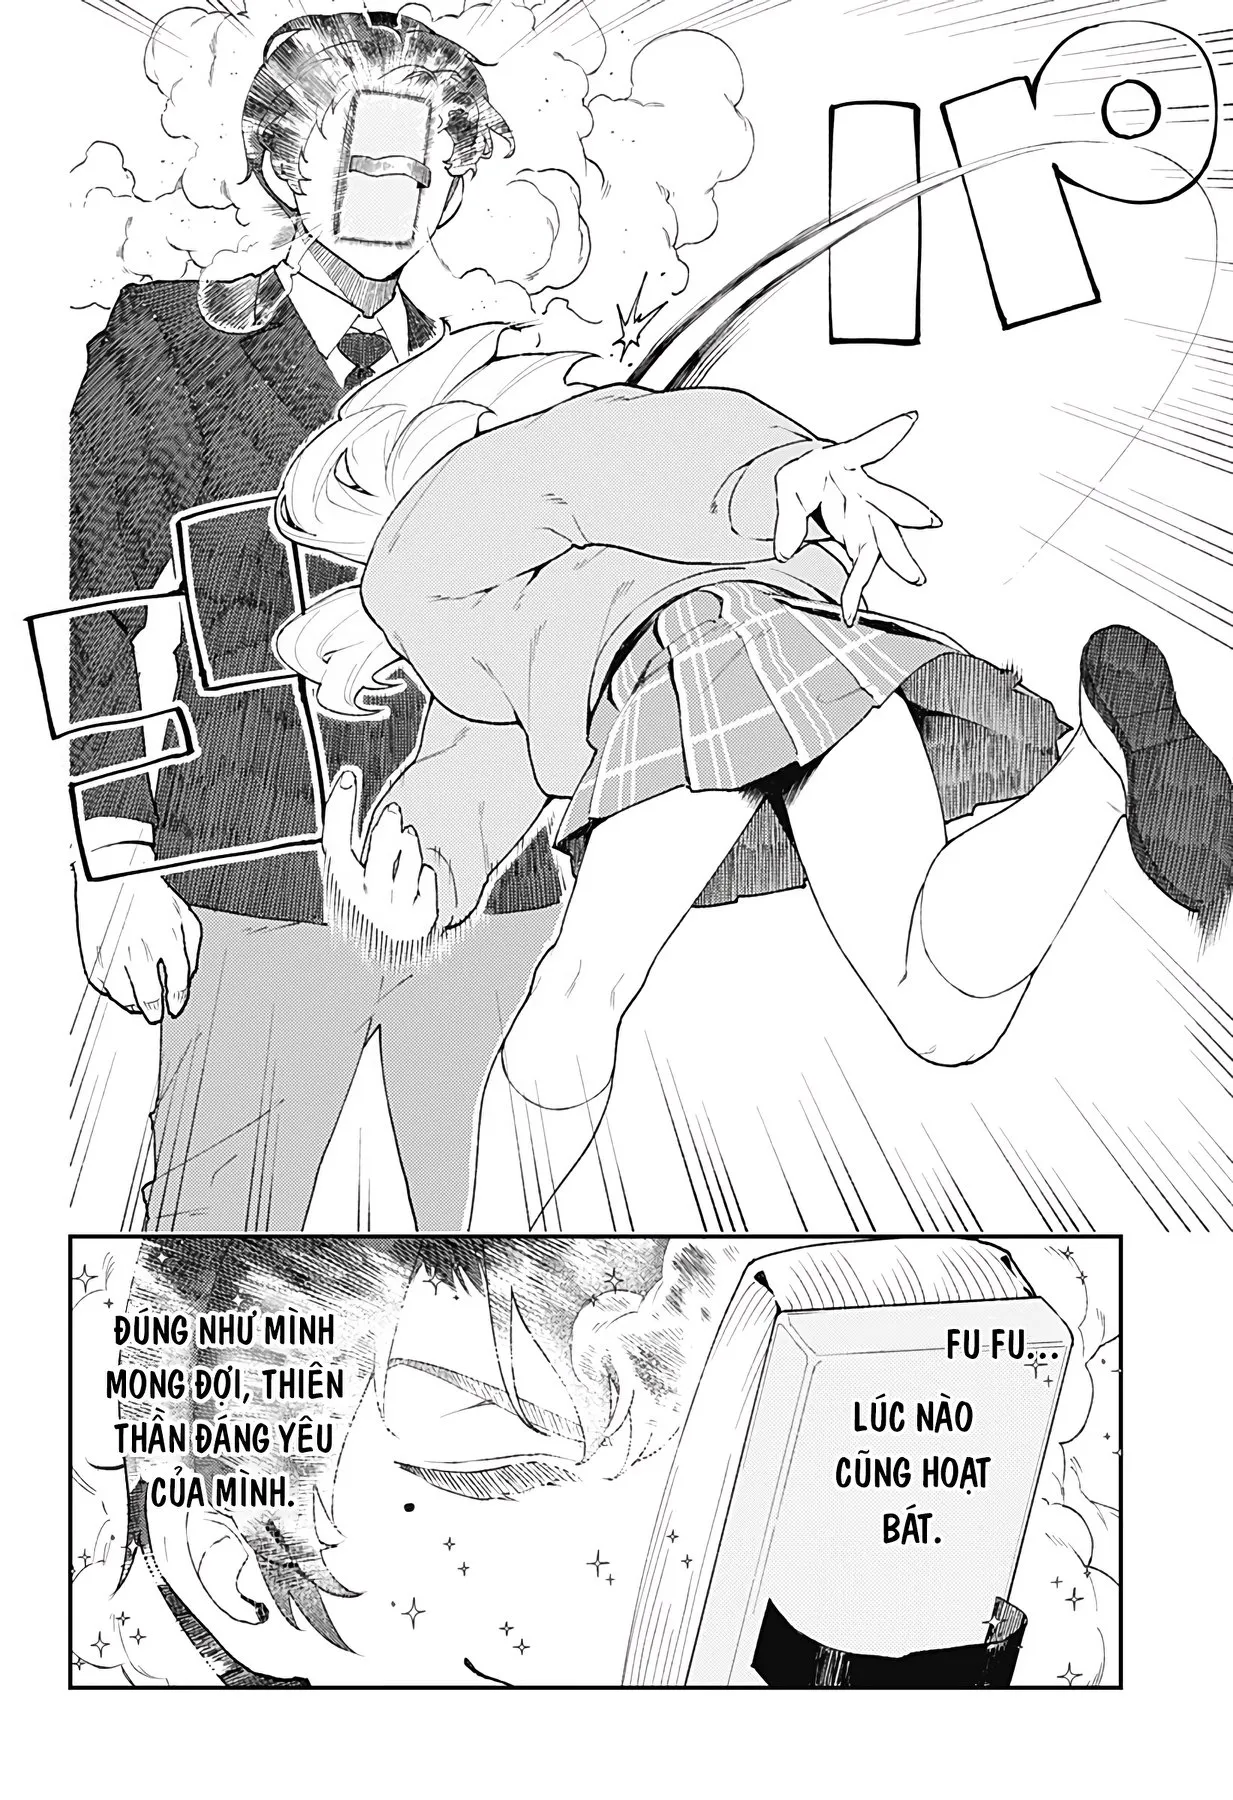 FU FU...
LÚC NÀO
CŨNG HOẠT
BÁT.
ĐÚNG NHƯ MÌNH
MONG ĐỢI, THIÊN
THẦN ĐÁNG YÊU
CỦA MÌNH.